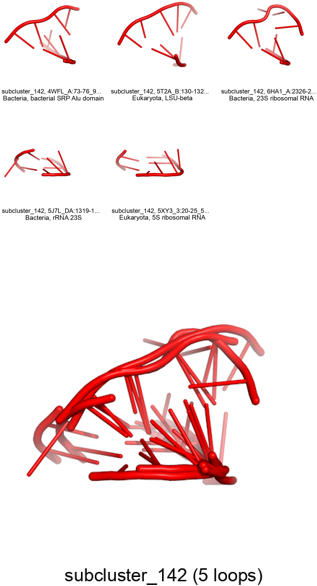 subcluster_142, 4WFL_A:73-76_9...
Bacteria, bacterial SRP Alu domain
subcluster_142, 5T2A_B:130-132...
Eukaryota, LSU-beta
subcluster_142, 6HA1_A:2326-2...
Bacteria, 23S ribosomal RNA
subcluster_142, 5J7L_DA:1319-1...
Bacteria, rRNA 23S
subcluster_142, 5XY3_3:20-25_5...
Eukaryota, 5S ribosomal RNA
subcluster_142 (5 loops)